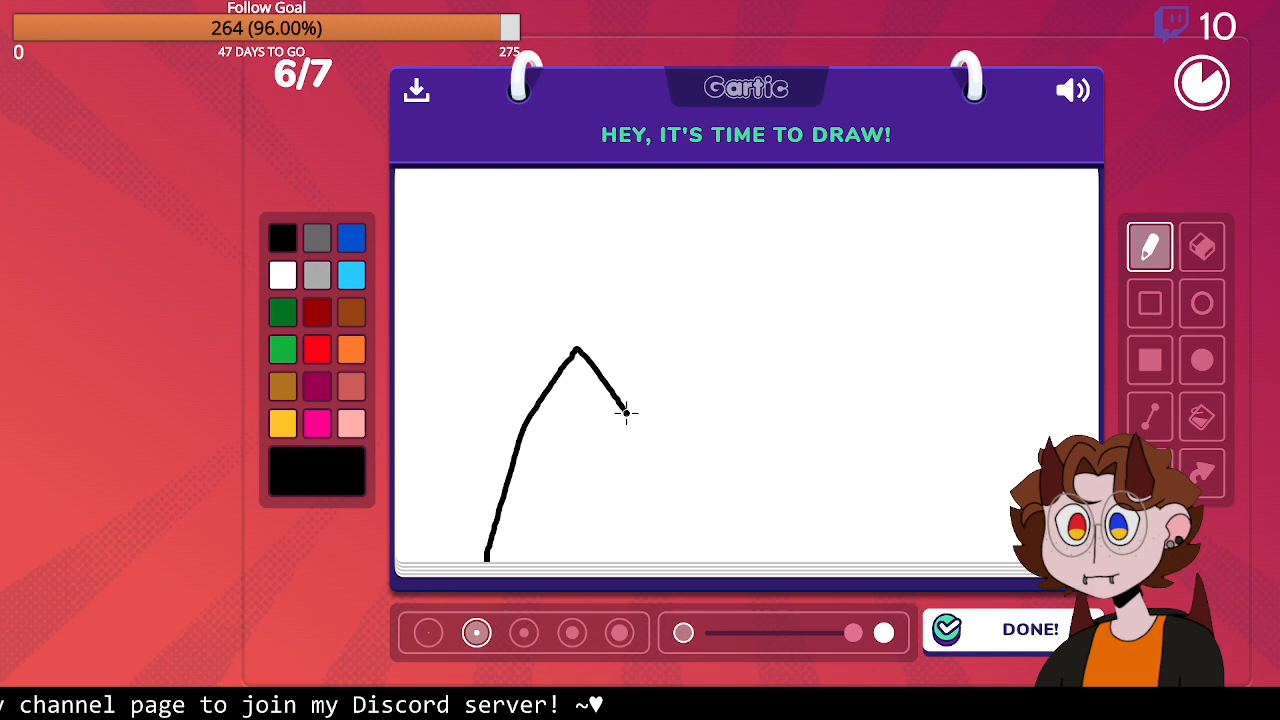 Follow Goal
264 (96.00%)
0
47 DAYS TO GO
275
6/7
10
Gartic
HEY, IT'S TIME TO DRAW!
DONE!
y channel page to join my Discord server! ~♥